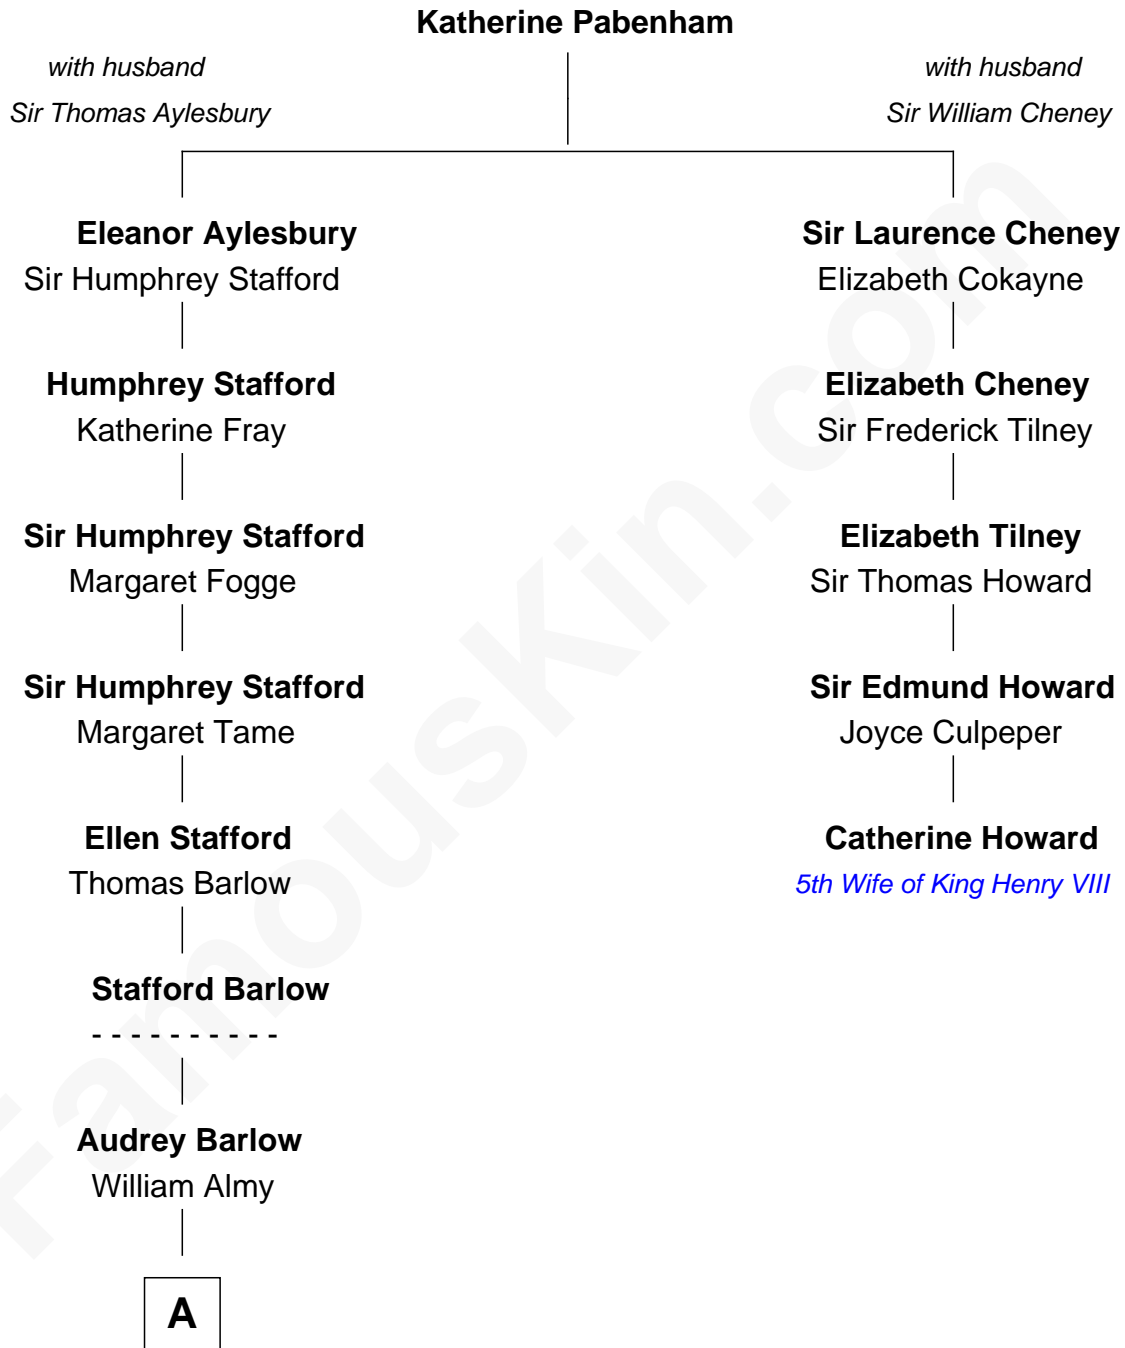 Katherine Pabenham
with husband
Sir Thomas Aylesbury
with husband
Sir William Cheney
Eleanor Aylesbury
Sir Humphrey Stafford
Sir Laurence Cheney
Elizabeth Cokayne
Humphrey Stafford
Katherine Fray
Elizabeth Cheney
Sir Frederick Tilney
Sir Humphrey Stafford
Margaret Fogge
Elizabeth Tilney
Sir Thomas Howard
Sir Humphrey Stafford
Margaret Tame
Sir Edmund Howard
Joyce Culpeper
Ellen Stafford
Thomas Barlow
Catherine Howard
5th Wife of King Henry VIII
Stafford Barlow
- - - - - - - - - -
Audrey Barlow
William Almy
A
FamousKin.com